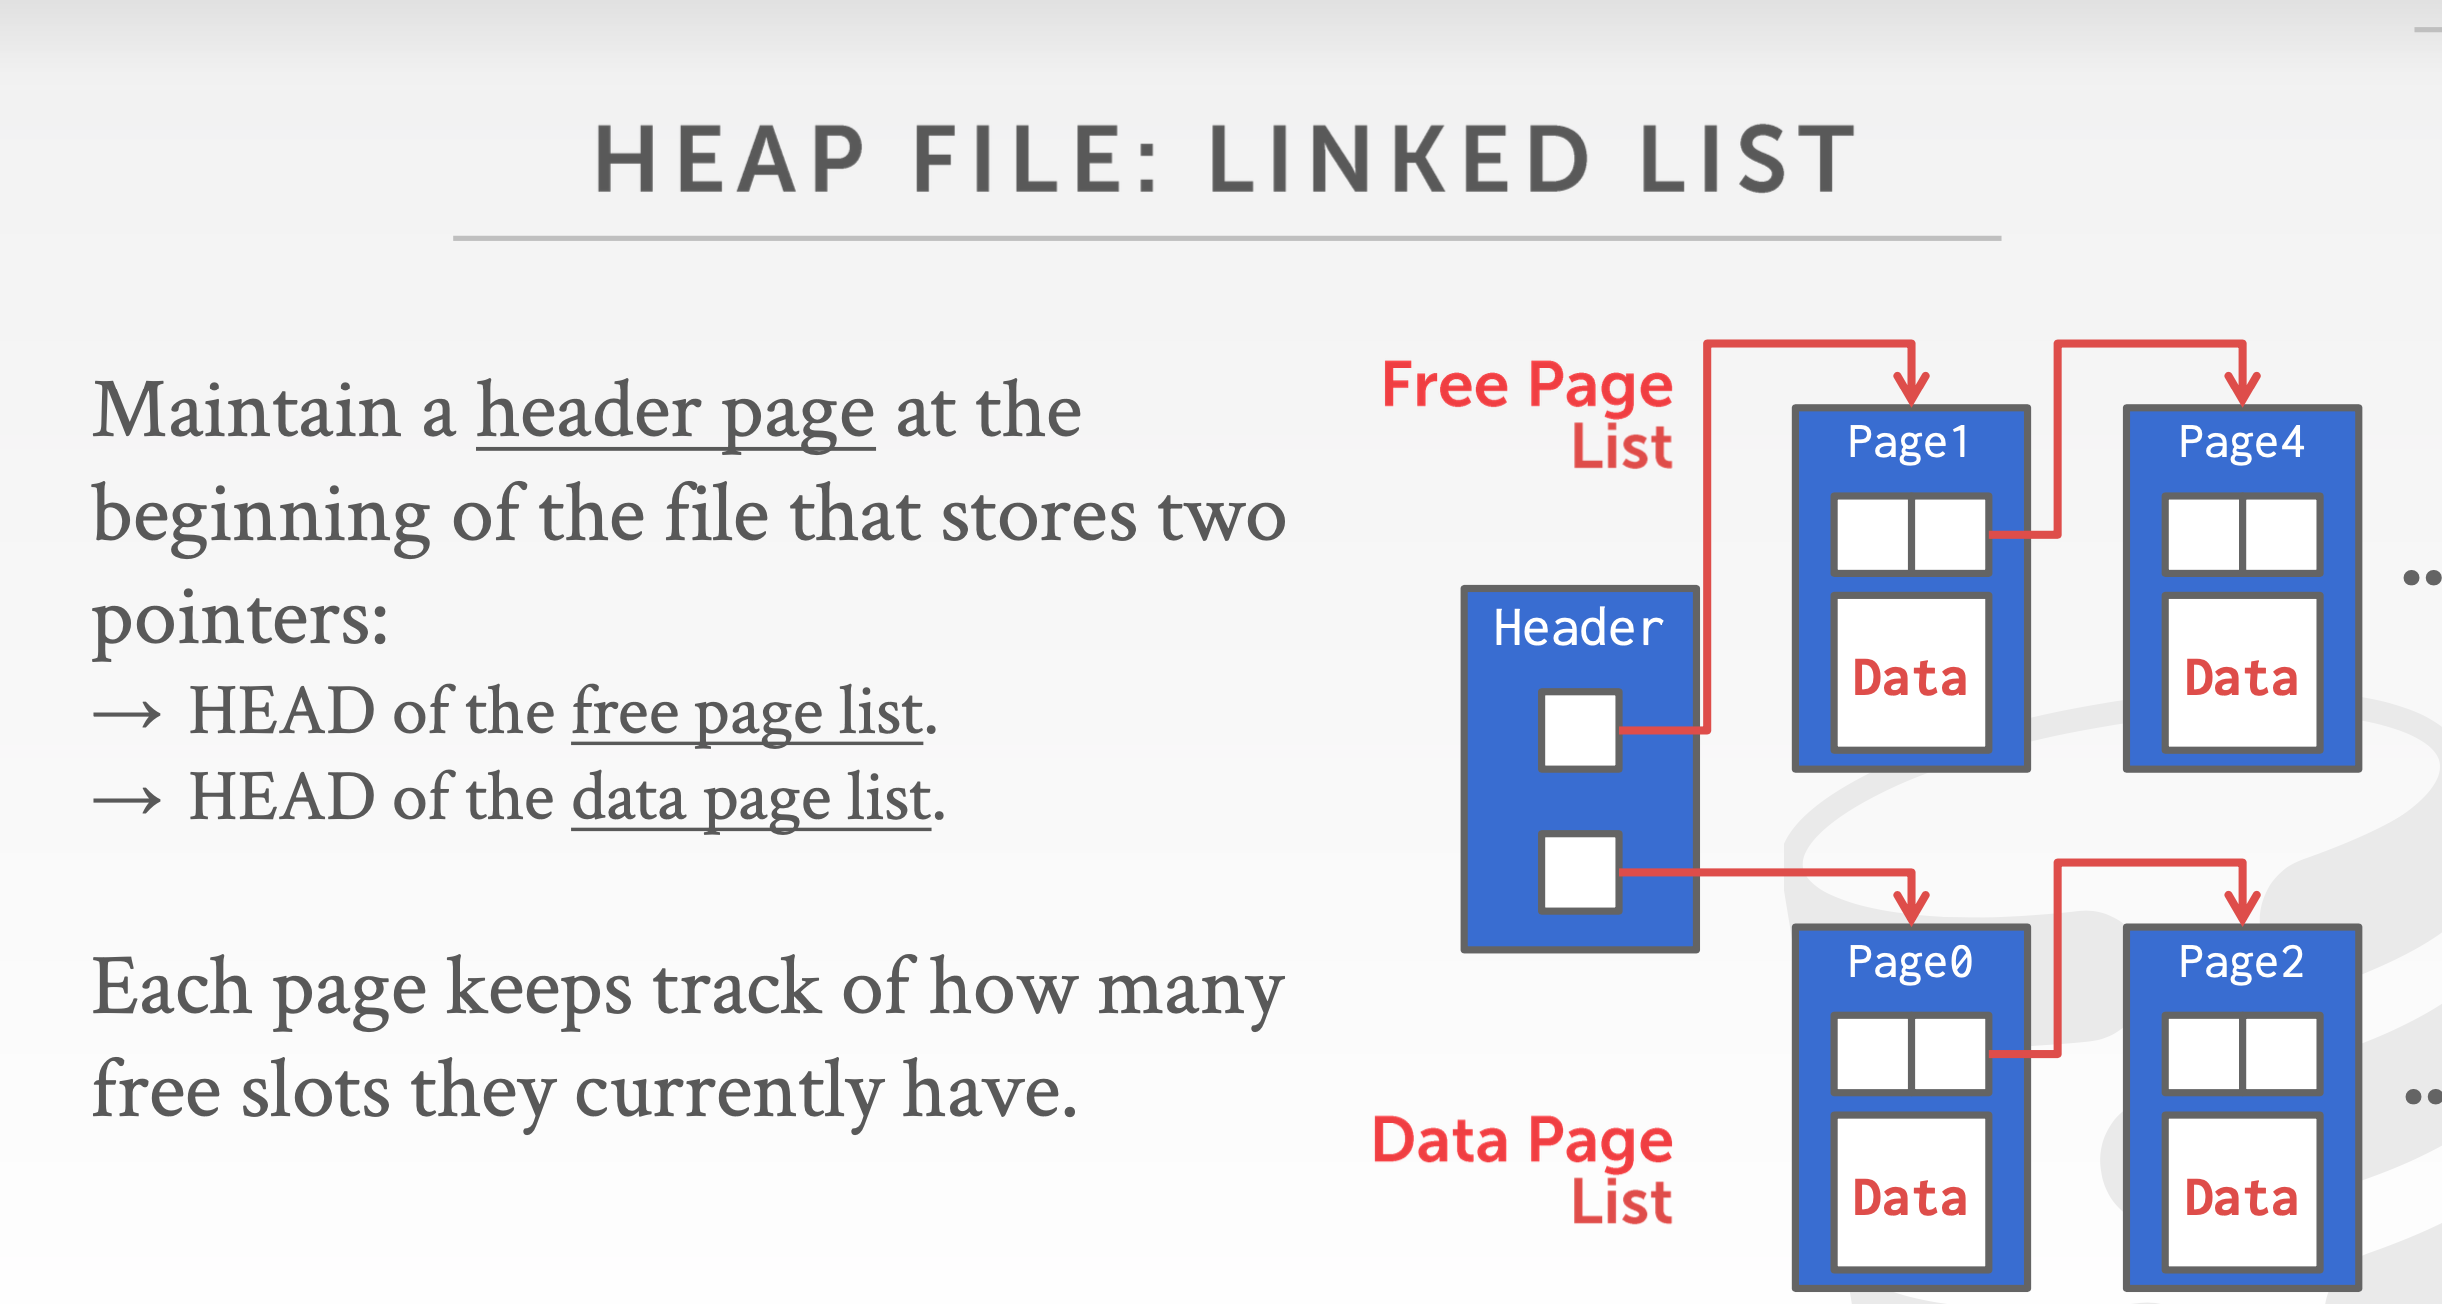 HEAP FILE: LINKED LIST
Maintain a header page at the
beginning of the file that stores two
pointers:
→ HEAD of the free page list.
→ HEAD of the data page list.
Each page keeps track of how many
free slots they currently have.
Free Page
List
Header
Page1
Data
Page4
Data
Data Page
List
Page0
Data
Page2
Data